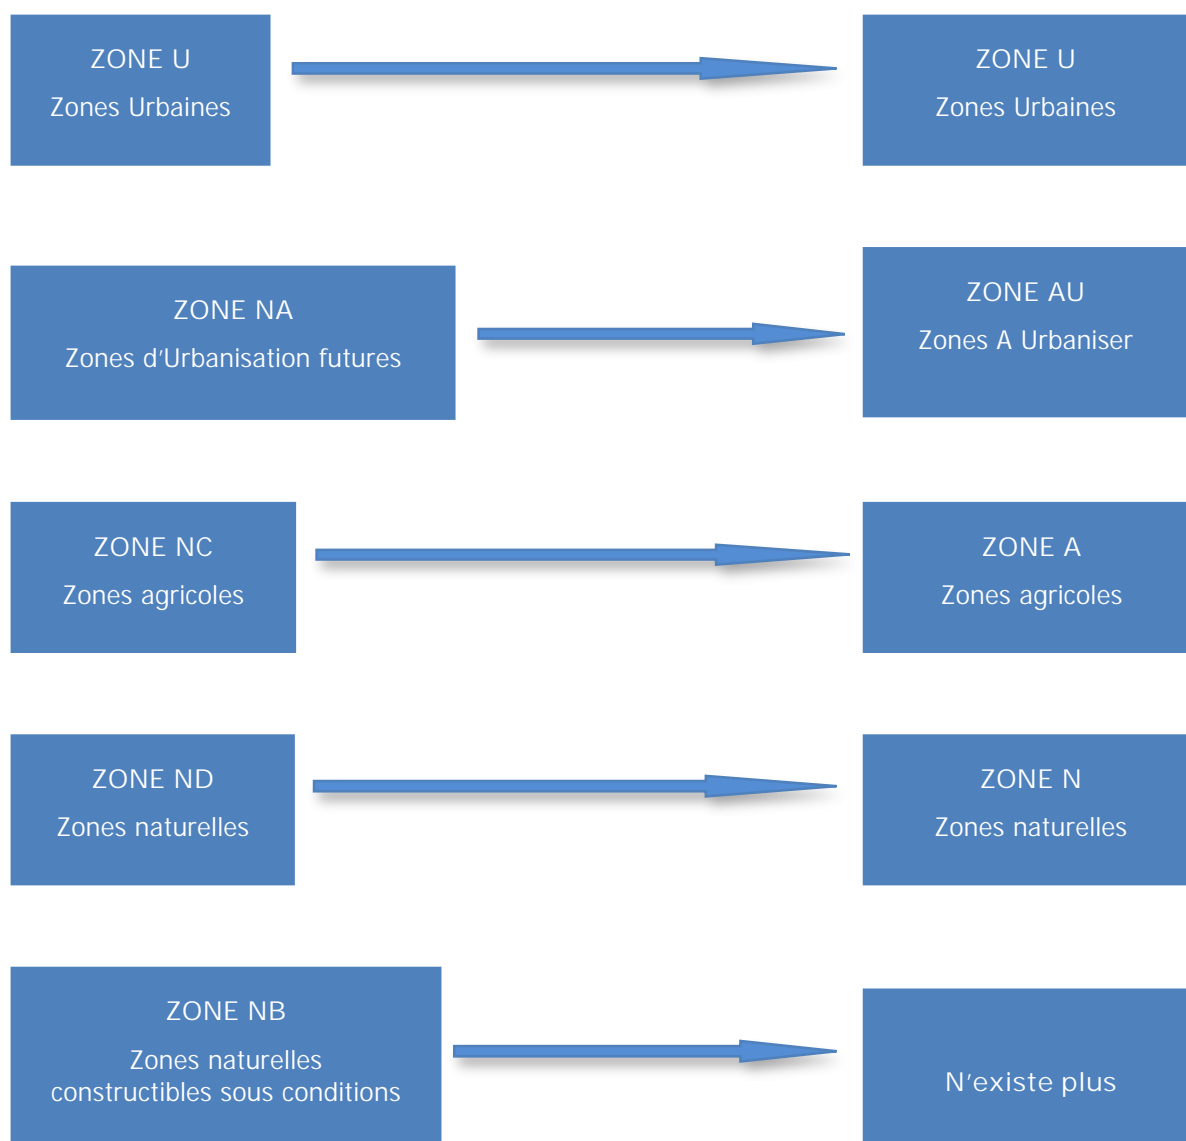 ZONE U
Zones Urbaines
ZONE U
Zones Urbaines
ZONE NA
Zones d'Urbanisation futures
ZONE AU
Zones A Urbaniser
ZONE NC
Zones agricoles
ZONE A
Zones agricoles
ZONE ND
Zones naturelles
ZONE N
Zones naturelles
ZONE NB
Zones naturelles
constructibles sous conditions
N'existe plus